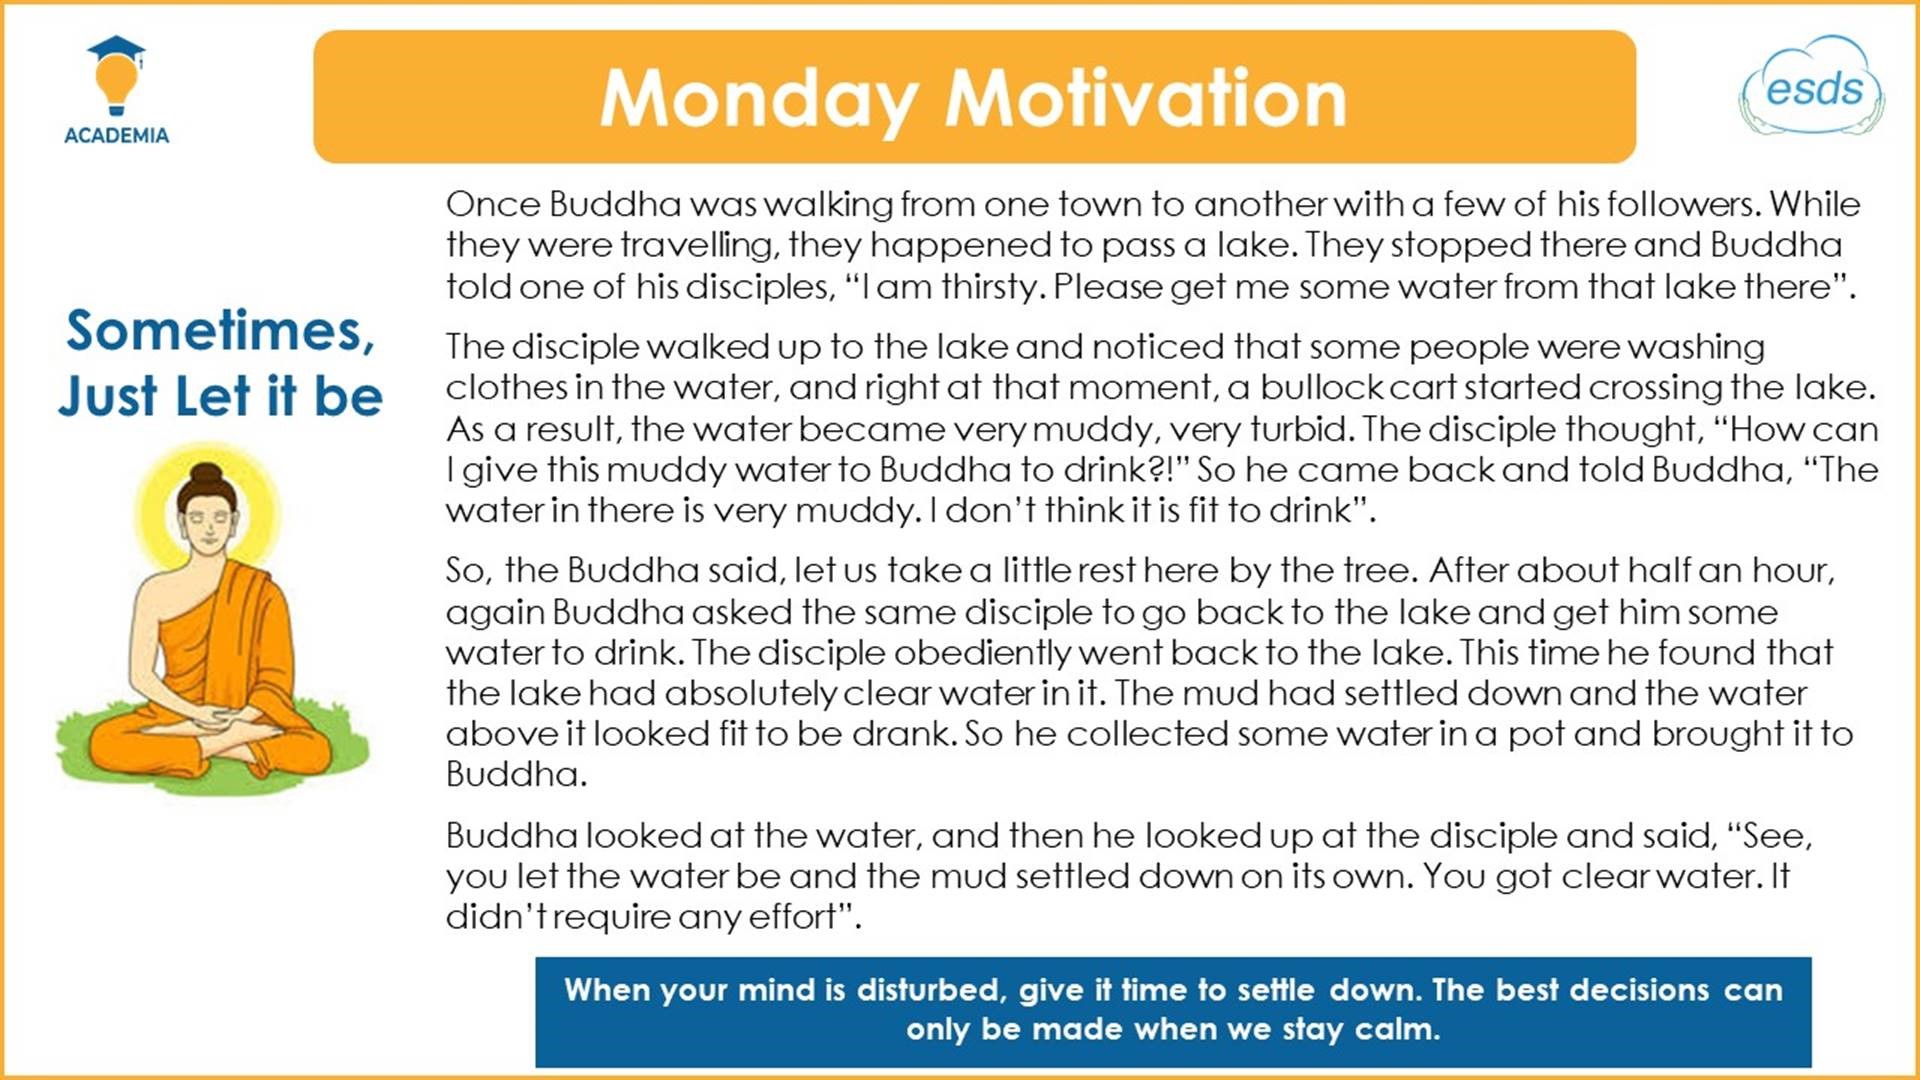 ACADEMIA
Monday Motivation
esds
Sometimes,
Just Let it be
Once Buddha was walking from one town to another with a few of his followers. While
they were travelling, they happened to pass a lake. They stopped there and Buddha
told one of his disciples, “I am thirsty. Please get me some water from that lake there”.
The disciple walked up to the lake and noticed that some people were washing
clothes in the water, and right at that moment, a bullock cart started crossing the lake.
As a result, the water became very muddy, very turbid. The disciple thought, “How can
I give this muddy water to Buddha to drink?!” So he came back and told Buddha, “The
water in there is very muddy. I don’t think it is fit to drink”.
So, the Buddha said, let us take a little rest here by the tree. After about half an hour,
again Buddha asked the same disciple to go back to the lake and get him some
water to drink. The disciple obediently went back to the lake. This time he found that
the lake had absolutely clear water in it. The mud had settled down and the water
above it looked fit to be drank. So he collected some water in a pot and brought it to
Buddha.
Buddha looked at the water, and then he looked up at the disciple and said, “See,
you let the water be and the mud settled down on its own. You got clear water. It
didn’t require any effort”.
When your mind is disturbed, give it time to settle down. The best decisions can
only be made when we stay calm.